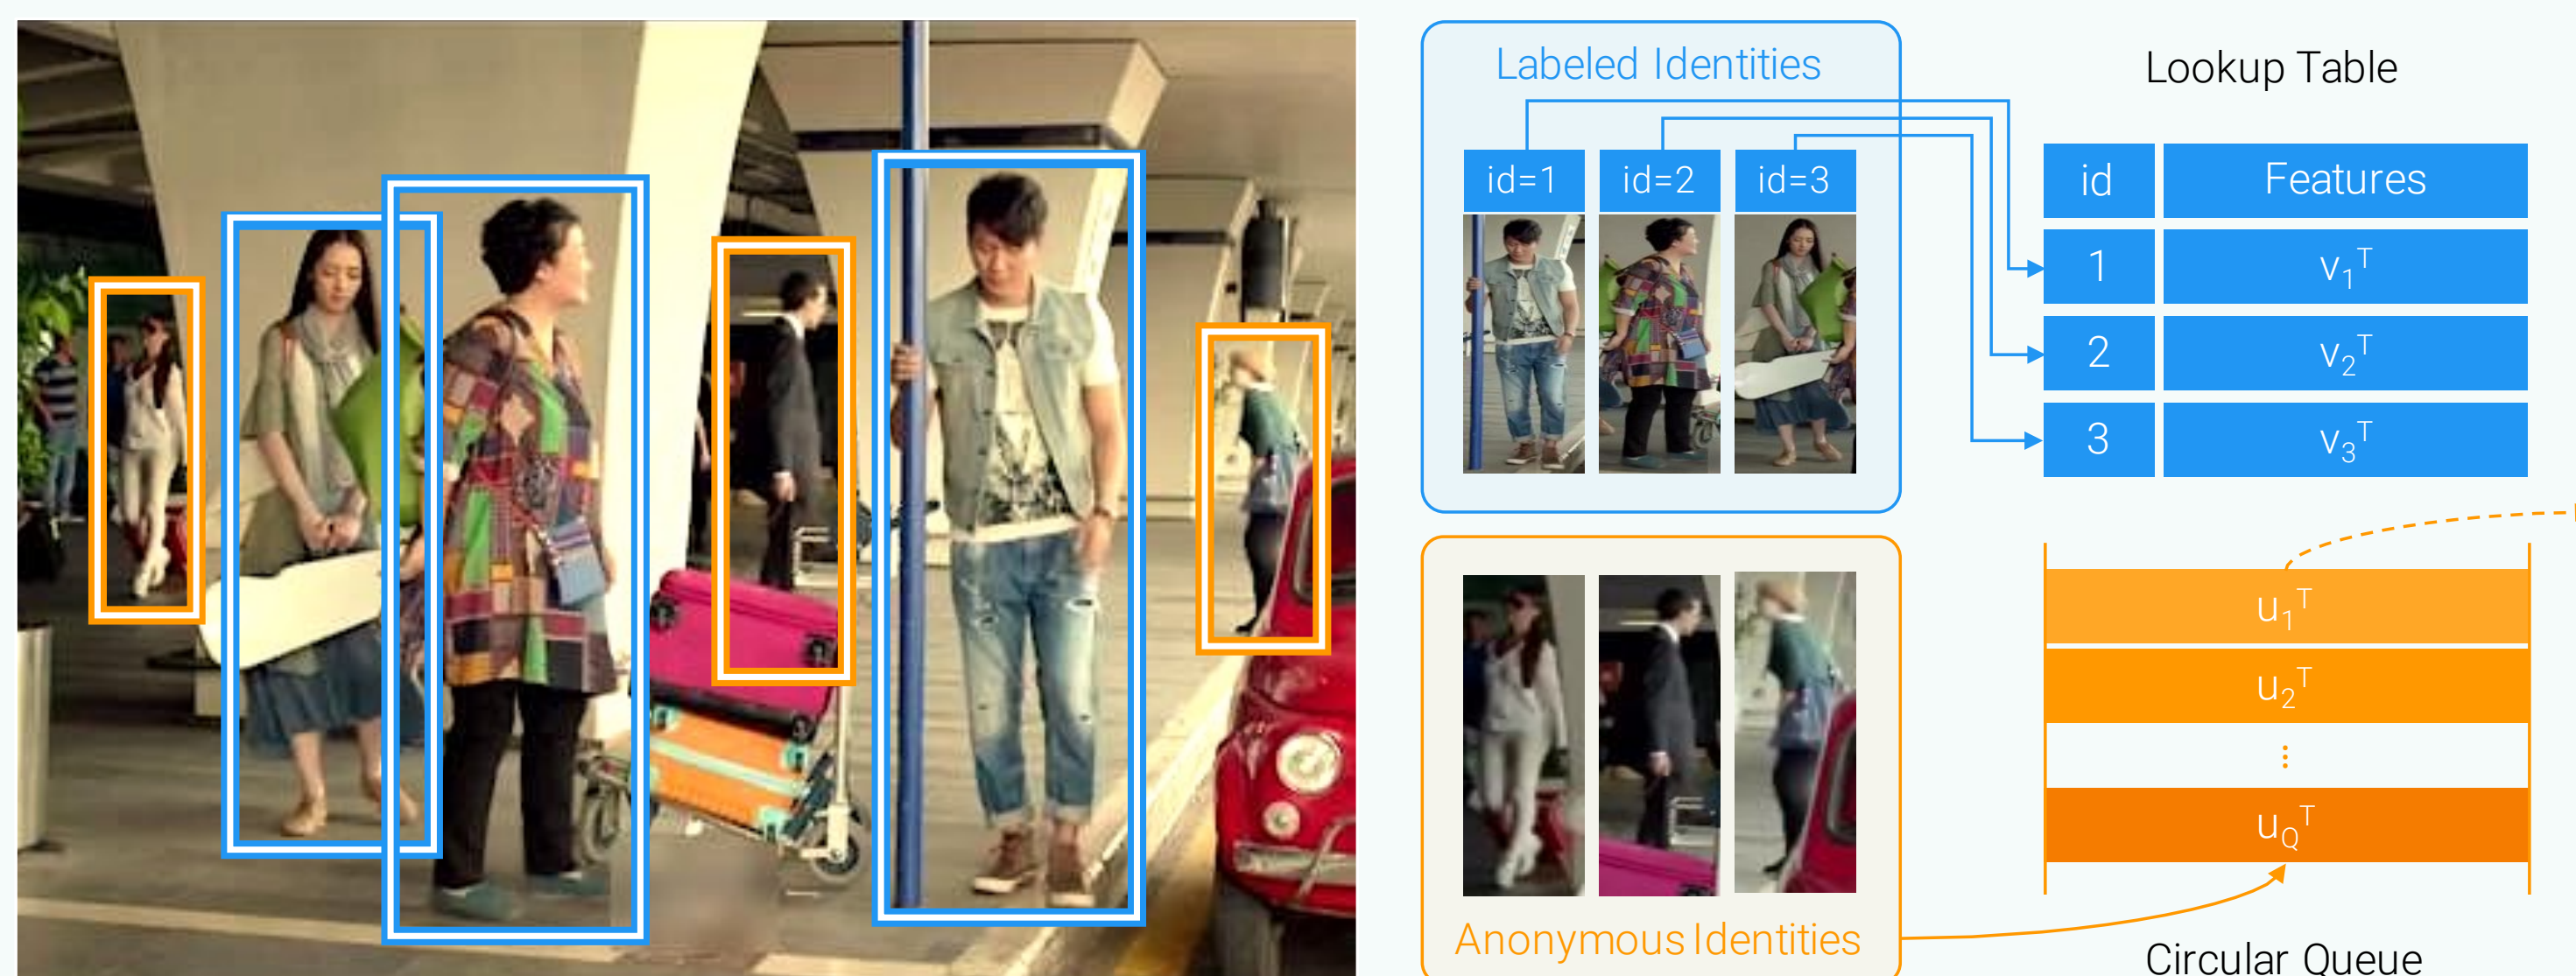 Labeled Identities
id=1 id=2 id=3
Lookup Table
id Features
1 v₁ᵀ
2 v₂ᵀ
3 v₃ᵀ
u₁ᵀ
u₂ᵀ
⋮
u_Qᵀ
Anonymous Identities
Circular Queue